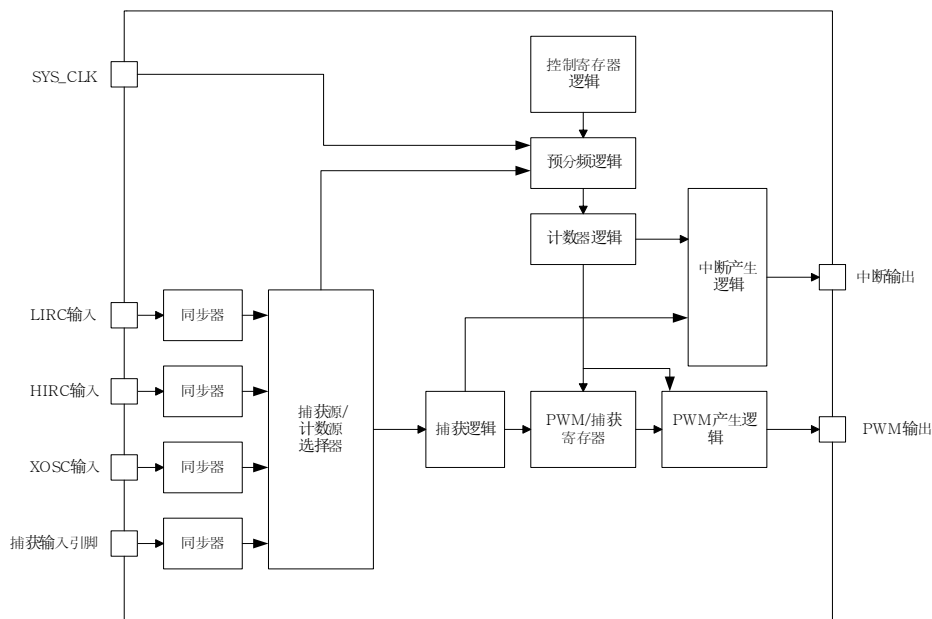 SYS_CLK
控制寄存器
逻辑
预分频逻辑
计数器逻辑
中断产生
逻辑
中断输出
LIRC输入
同步器
HIRC输入
同步器
捕获源/
计数源
选择器
捕获逻辑
PWM/捕获
寄存器
PWM产生逻
辑
PWM输出
XOSC输入
同步器
捕获输入引脚
同步器